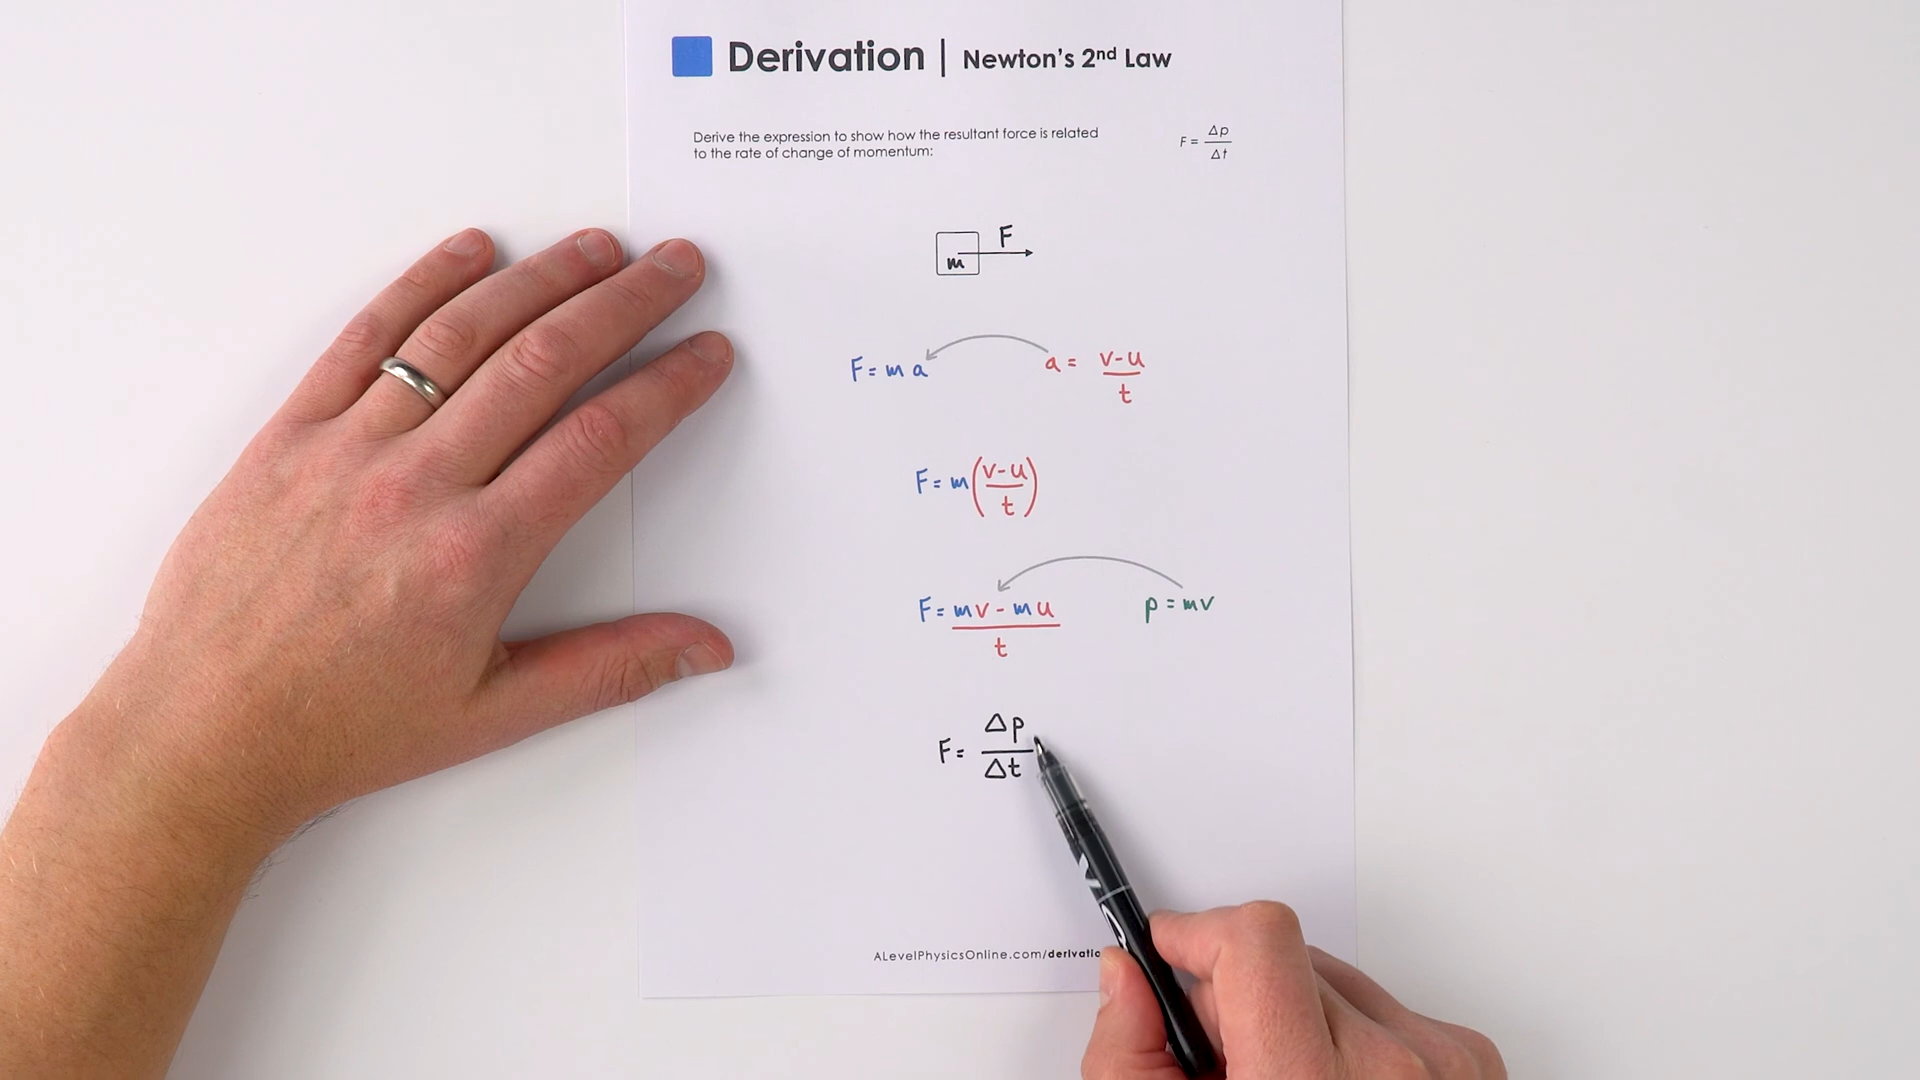 Derivation | Newton's 2nd Law
Derive the expression to show how the resultant force is related
to the rate of change of momentum:
F = Δp / Δt
F
m
F = m a
a = v-u / t
F = m(v-u / t)
F = mv - mu / t
p = mv
F = Δp / Δt
ALevelPhysicsOnline.com/derivatio